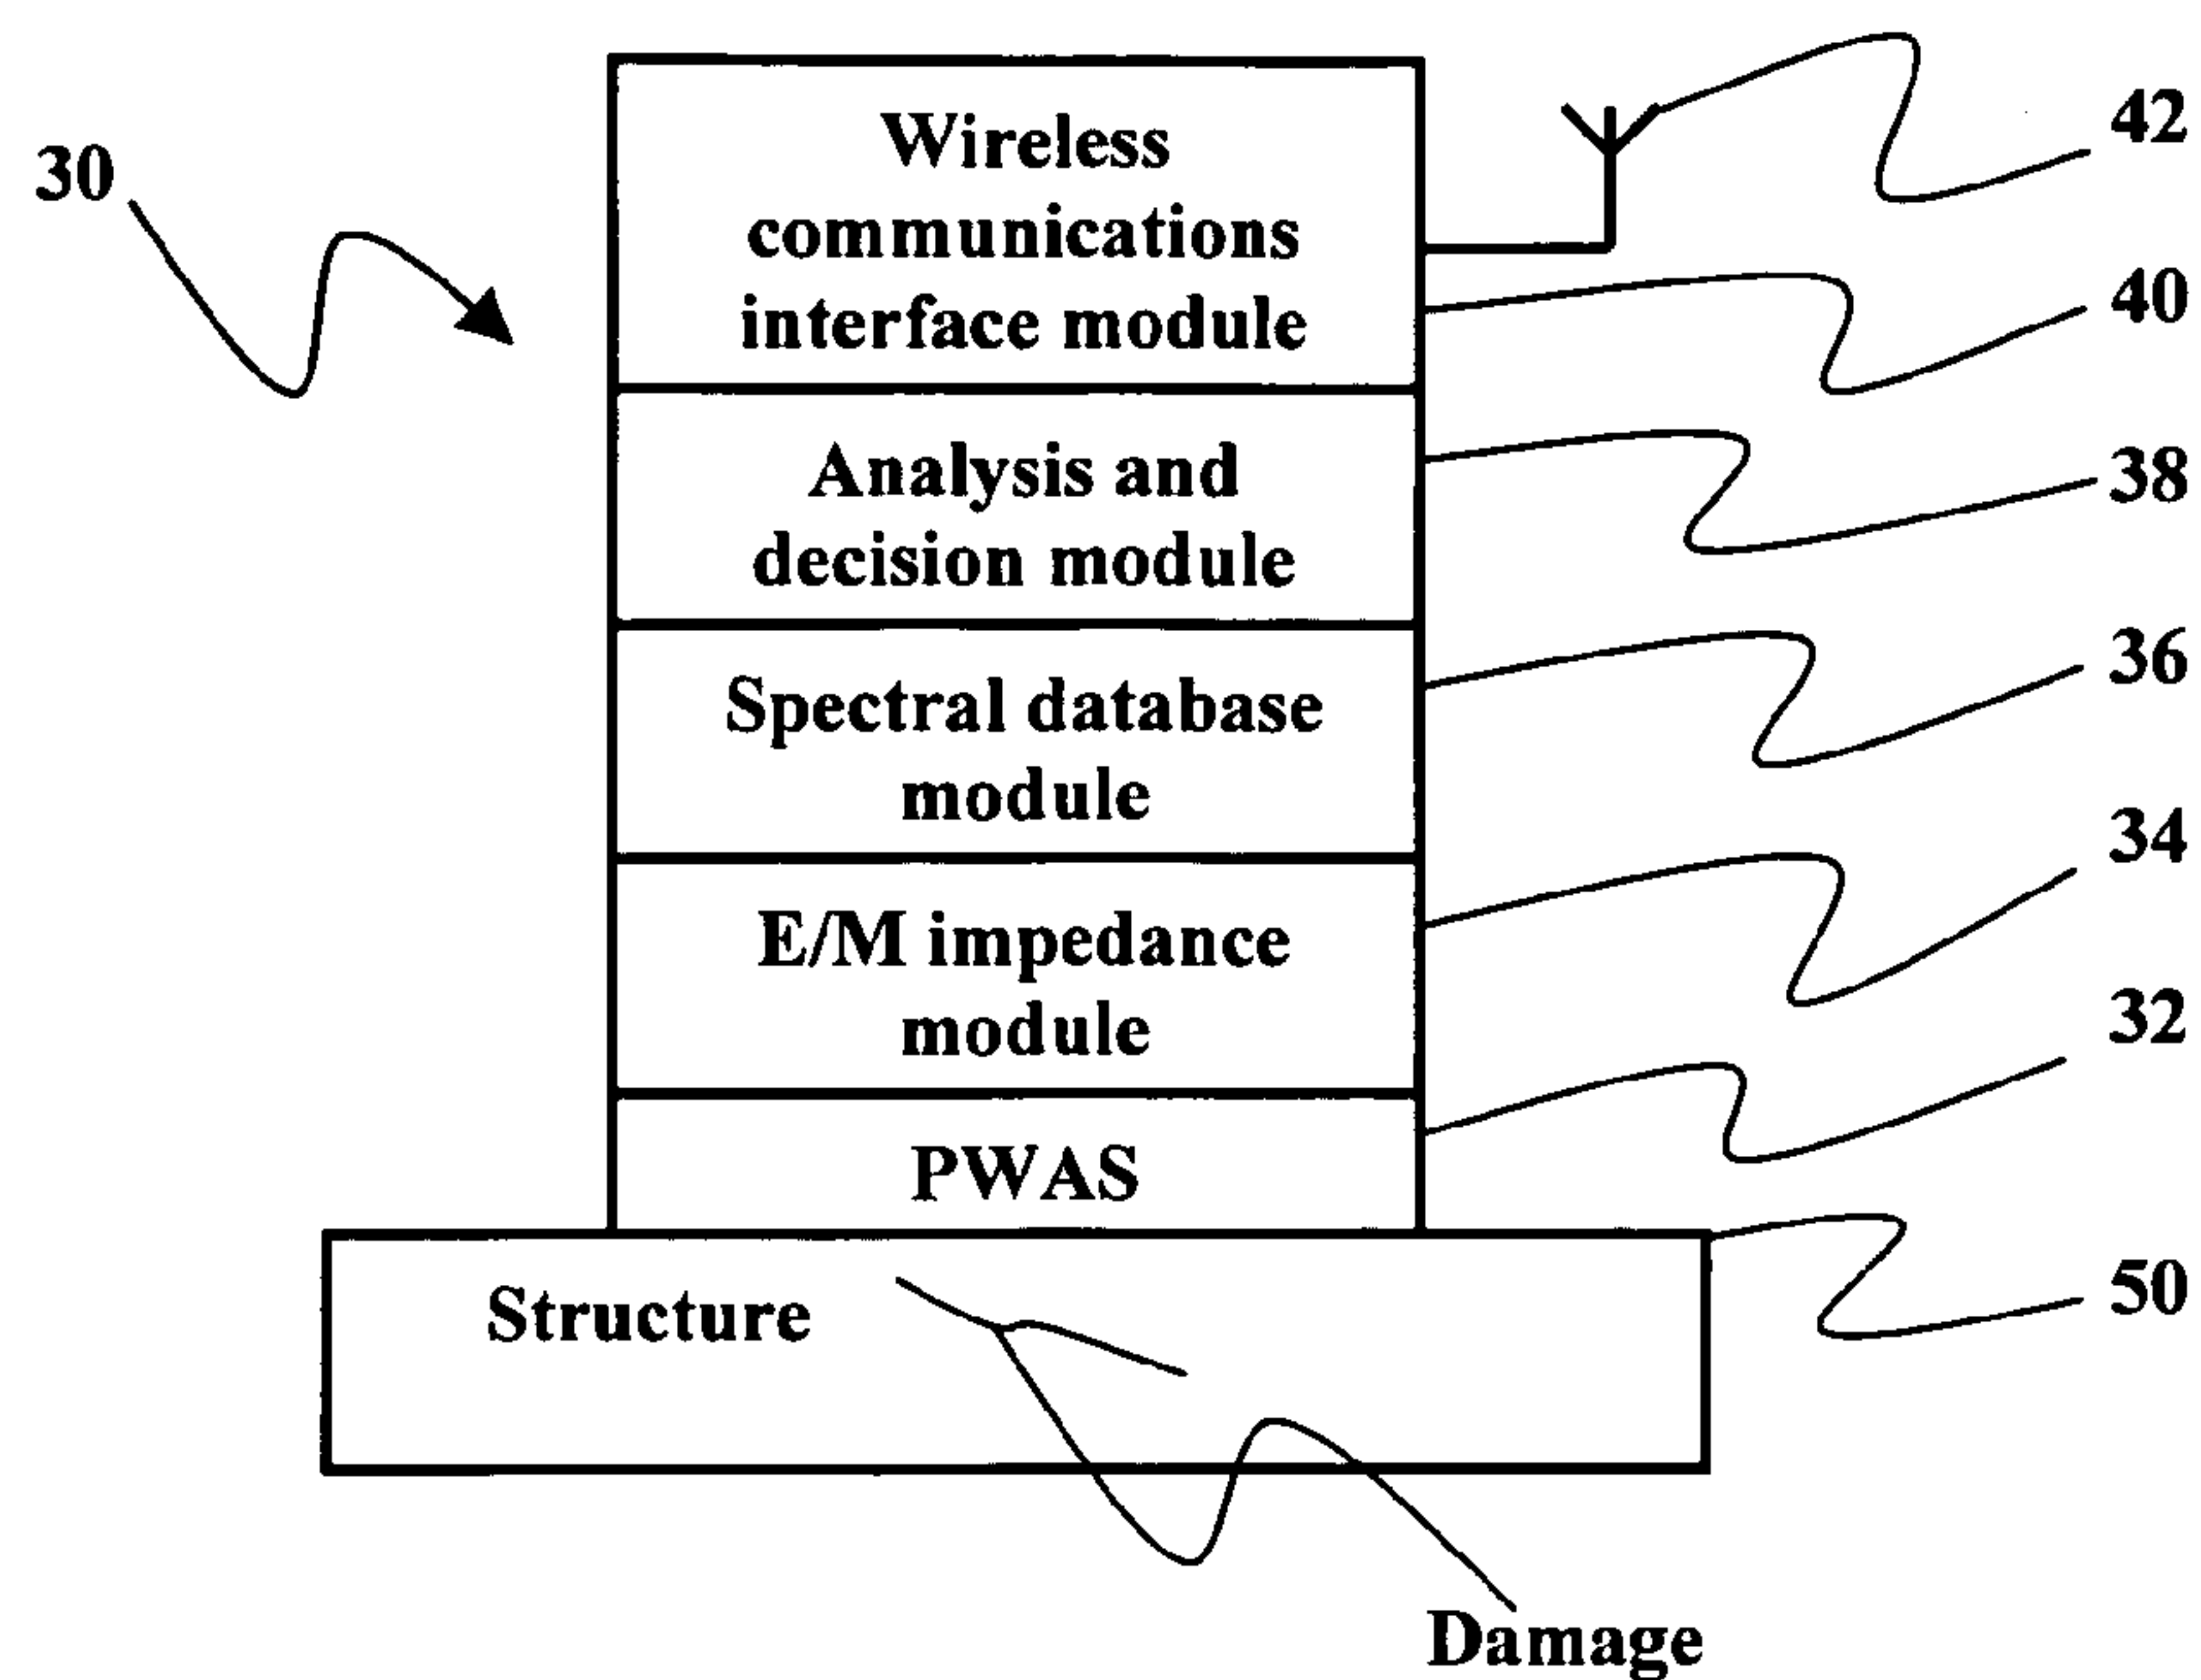 30
Wireless
communications
interface module
Analysis and
decision module
Spectral database
module
E/M impedance
module
PWAS
Structure
Damage
42
40
38
36
34
32
50